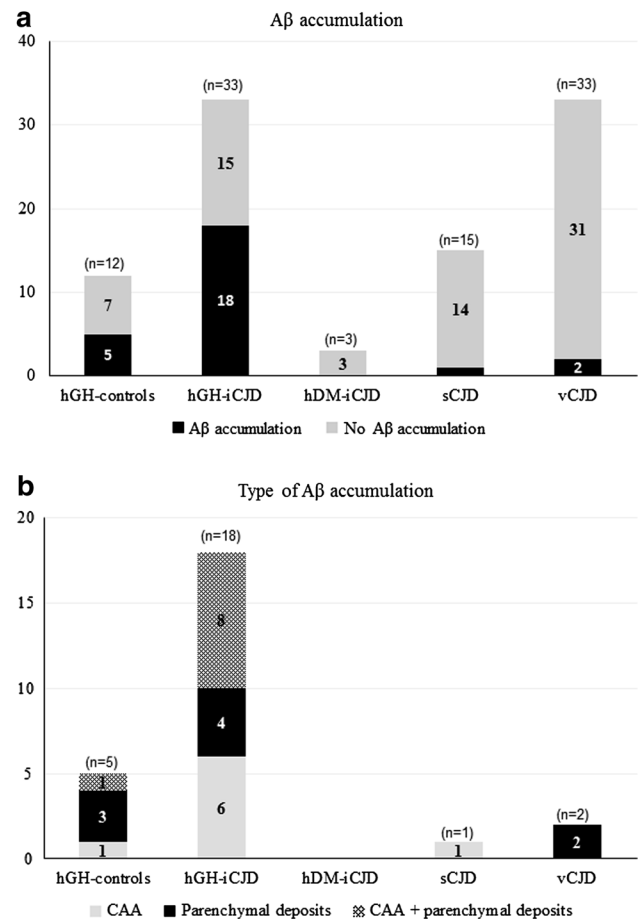 a
Aβ accumulation
40
30
20
10
0
(n=12)
7
5
(n=33)
15
18
(n=3)
3
(n=15)
14
(n=33)
31
2
hGH-controls hGH-iCJD hDM-iCJD sCJD vCJD
Aβ accumulation No Aβ accumulation
b
Type of Aβ accumulation
20
15
10
5
0
(n=5)
1
3
1
(n=18)
8
4
6
(n=1)
1
(n=2)
2
hGH-controls hGH-iCJD hDM-iCJD sCJD vCJD
CAA Parenchymal deposits CAA + parenchymal deposits